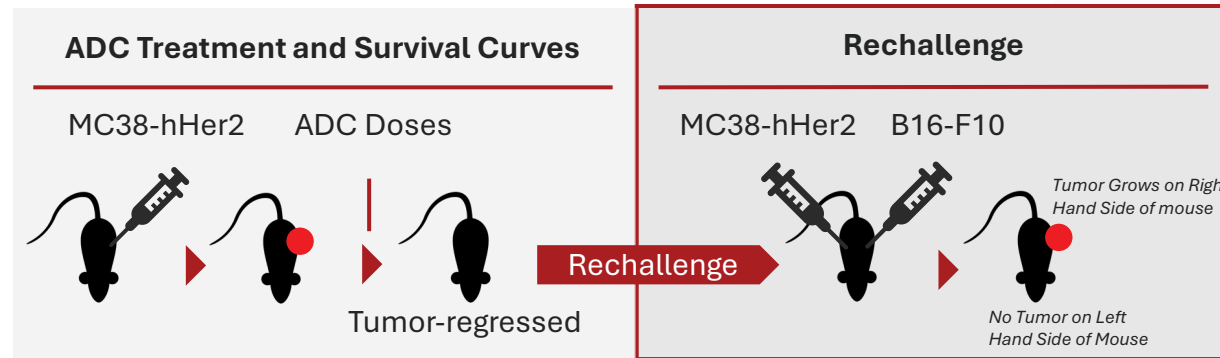 ADC Treatment and Survival Curves
MC38-hHer2
ADC Doses
Tumor-regressed
Rechallenge
Rechallenge
MC38-hHer2
B16-F10
Tumor Grows on Righ
Hand Side of mouse
No Tumor on Left
Hand Side of Mouse